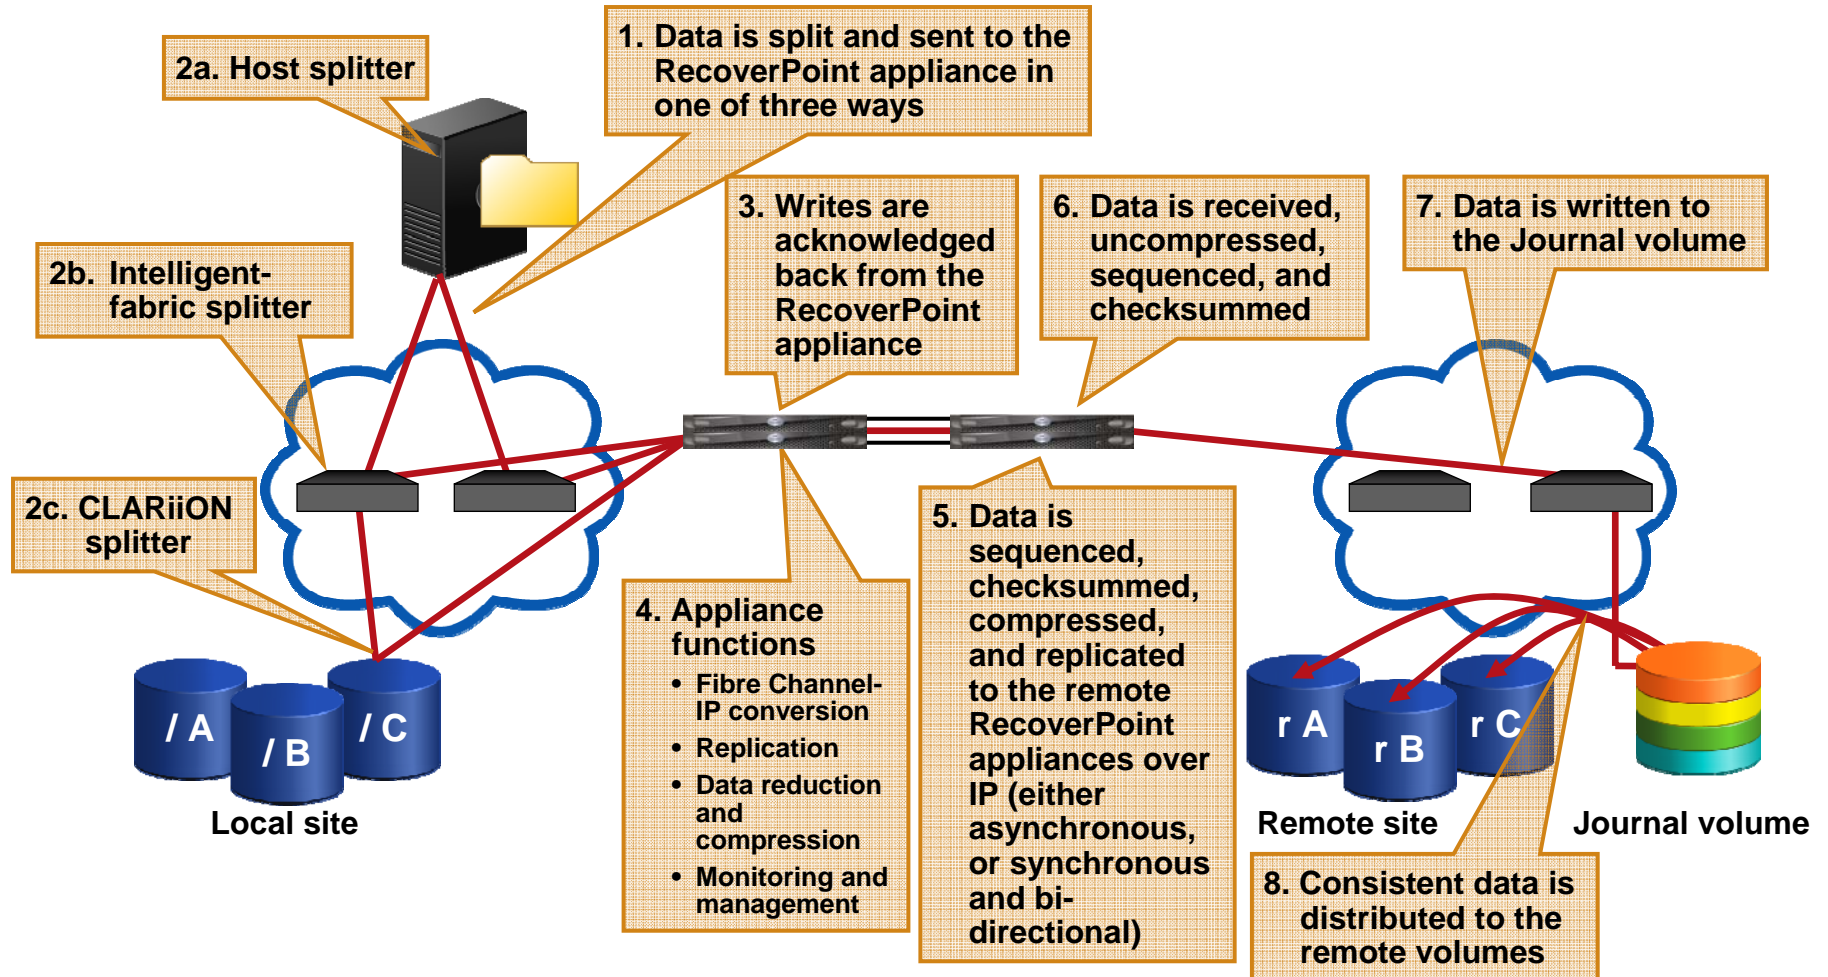 1. Data is split and sent to the
RecoverPoint appliance in
one of three ways
2a. Host splitter
2b. Intelligent-
fabric splitter
2c. CLARiiON
splitter
3. Writes are
acknowledged
back from the
RecoverPoint
appliance
4. Appliance
functions
• Fibre Channel-
IP conversion
• Replication
• Data reduction
and
compression
• Monitoring and
management
5. Data is
sequenced,
checksummed,
compressed,
and replicated
to the remote
RecoverPoint
appliances over
IP (either
asynchronous,
or synchronous
and bi-
directional)
6. Data is received,
uncompressed,
sequenced, and
checksummed
7. Data is written to
the Journal volume
8. Consistent data is
distributed to the
remote volumes
/ A
/ B
/ C
Local site
r A
r B
r C
Remote site
Journal volume